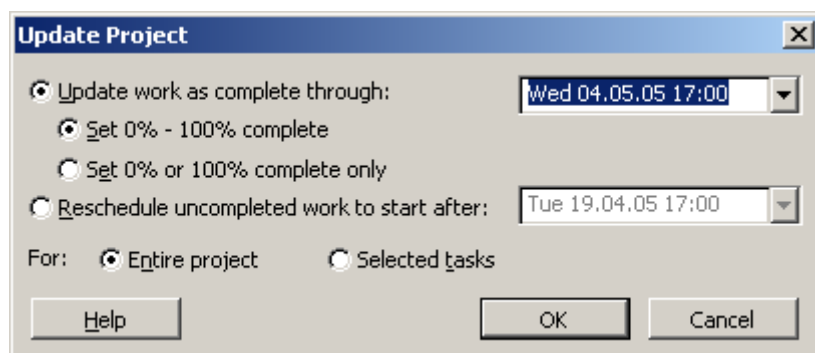 Update Project
Update work as complete through: Wed 04.05.05 17:00
Set 0% - 100% complete
Set 0% or 100% complete only
Reschedule uncompleted work to start after: Tue 19.04.05 17:00
For: Entire project Selected tasks
Help OK Cancel